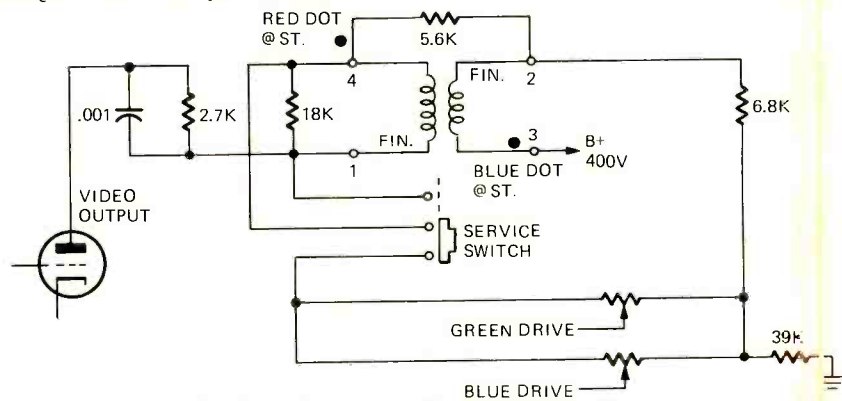 RED DOT
@ ST.
5.6K
4
FIN.
2
.001
2.7K
18K
6.8K
FIN.
1
3
B+
400V
BLUE DOT
@ ST.
VIDEO
OUTPUT
SERVICE
SWITCH
GREEN DRIVE
39K
BLUE DRIVE